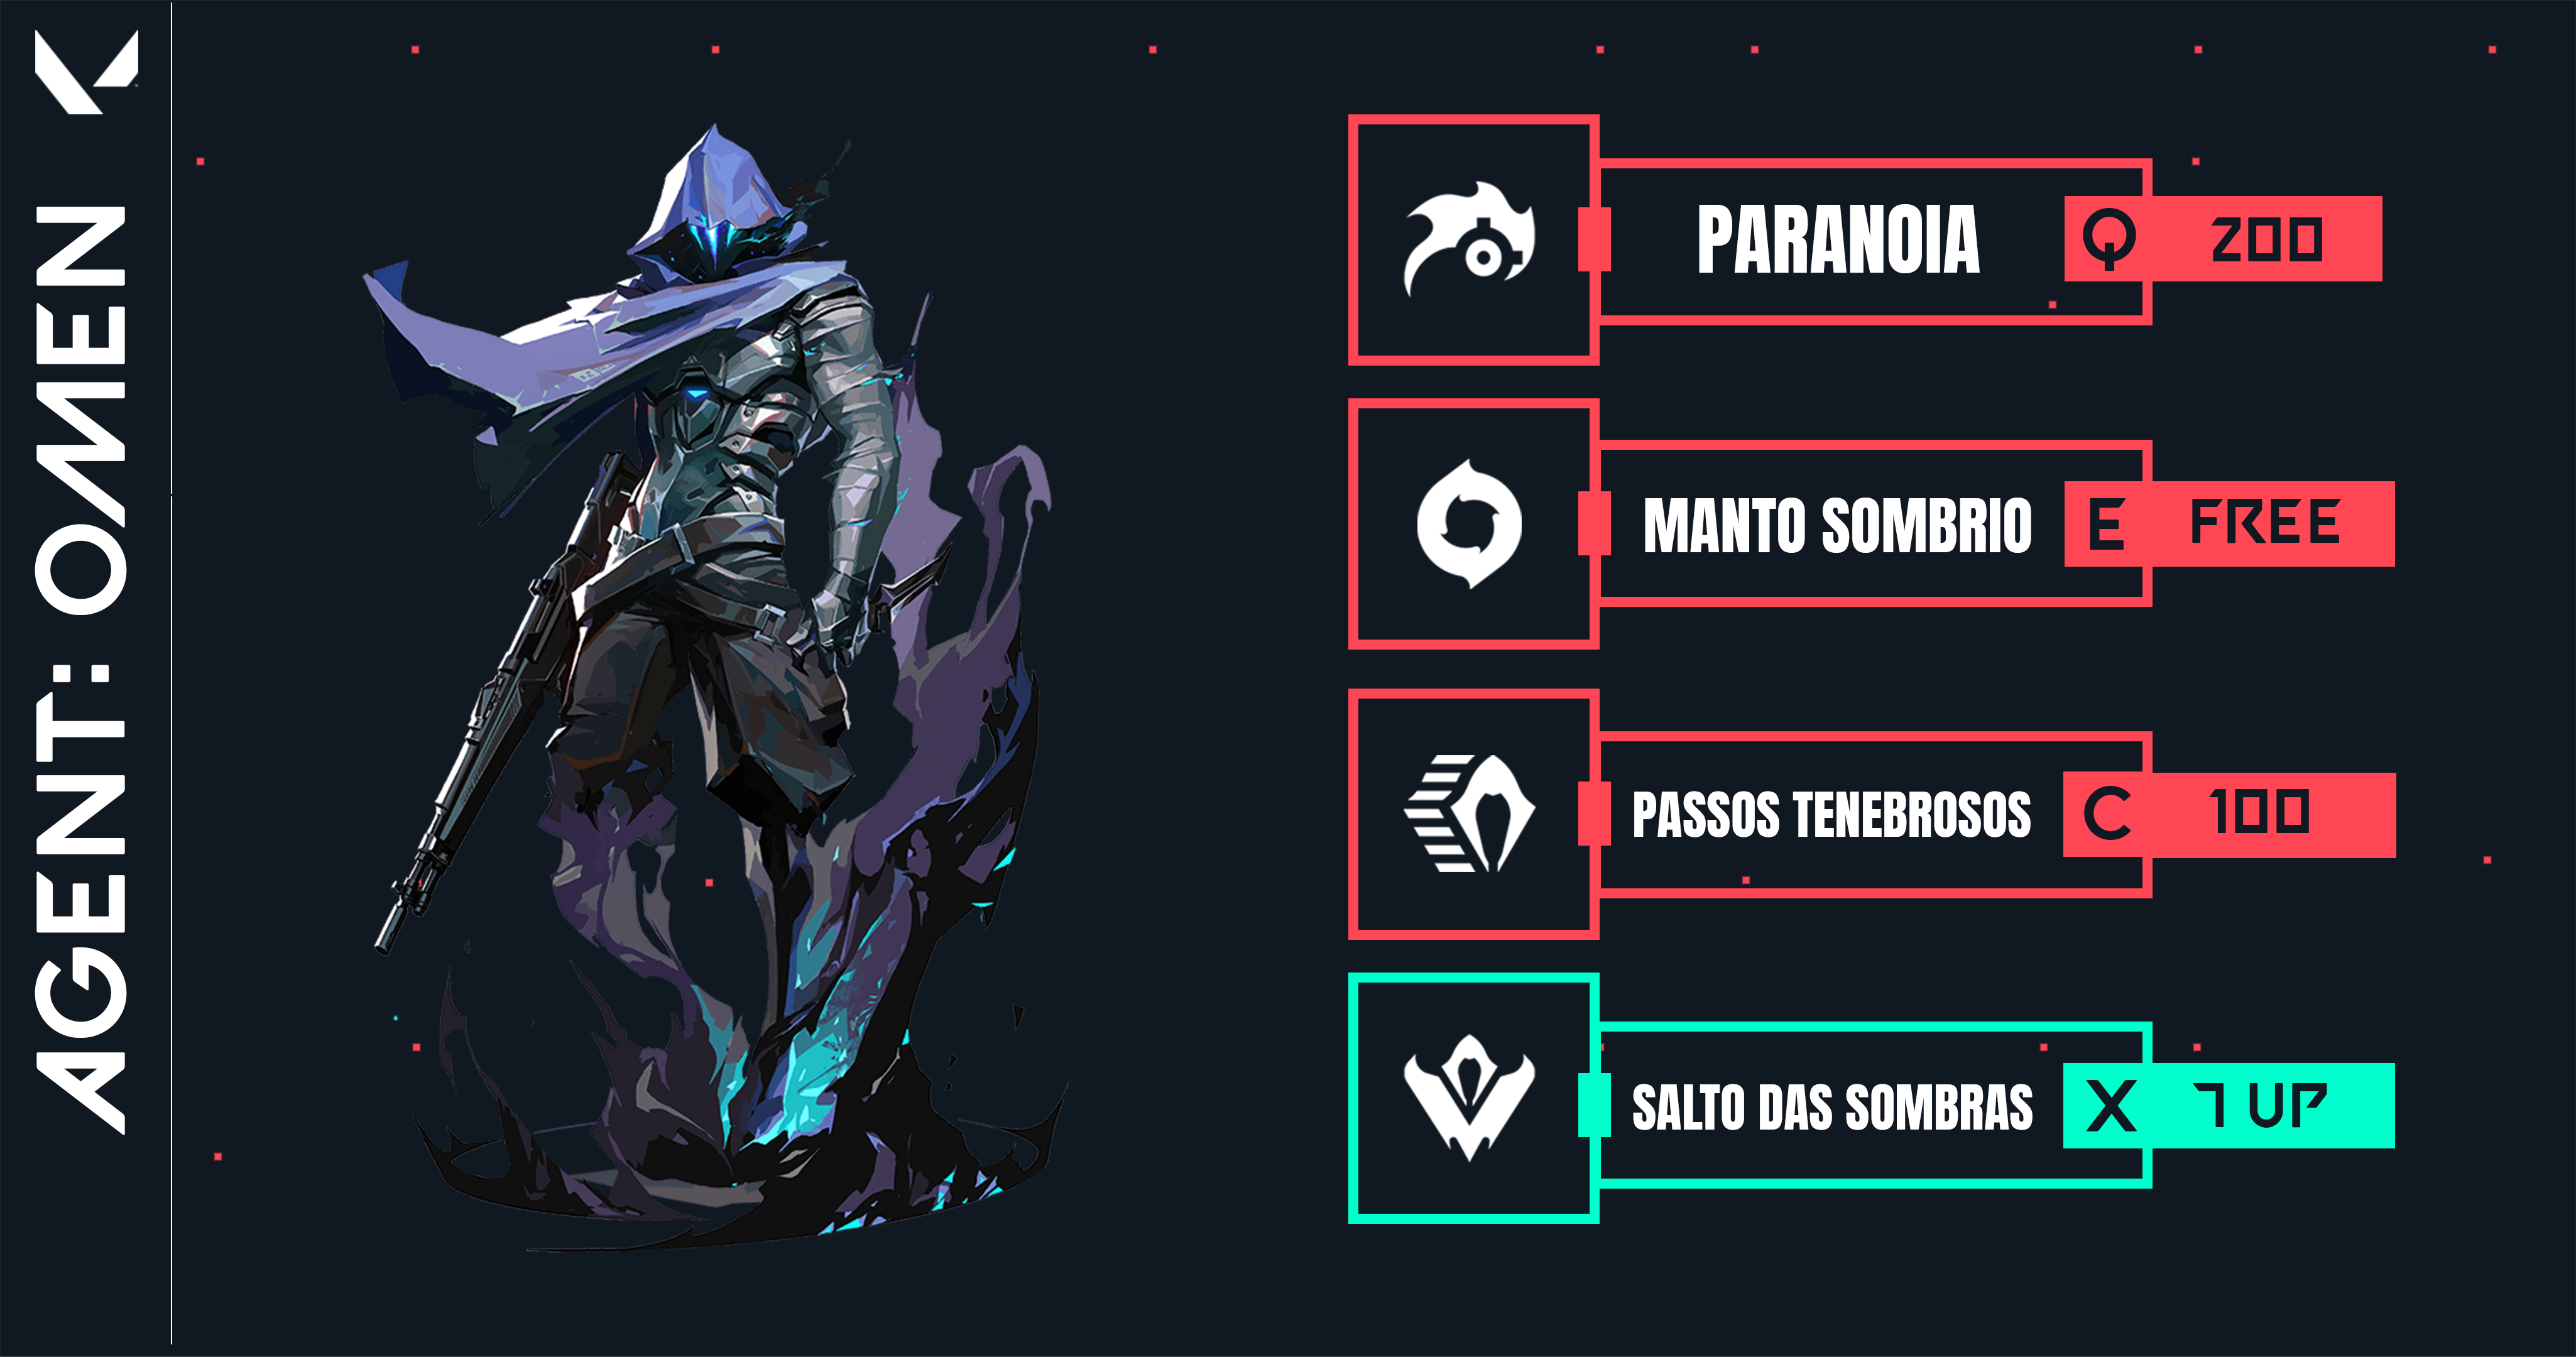 AGENT: OMEN
PARANOIA Q 200
MANTO SOMBRIO E FREE
PASSOS TENEBROSOS C 100
SALTO DAS SOMBRAS X 7 UP